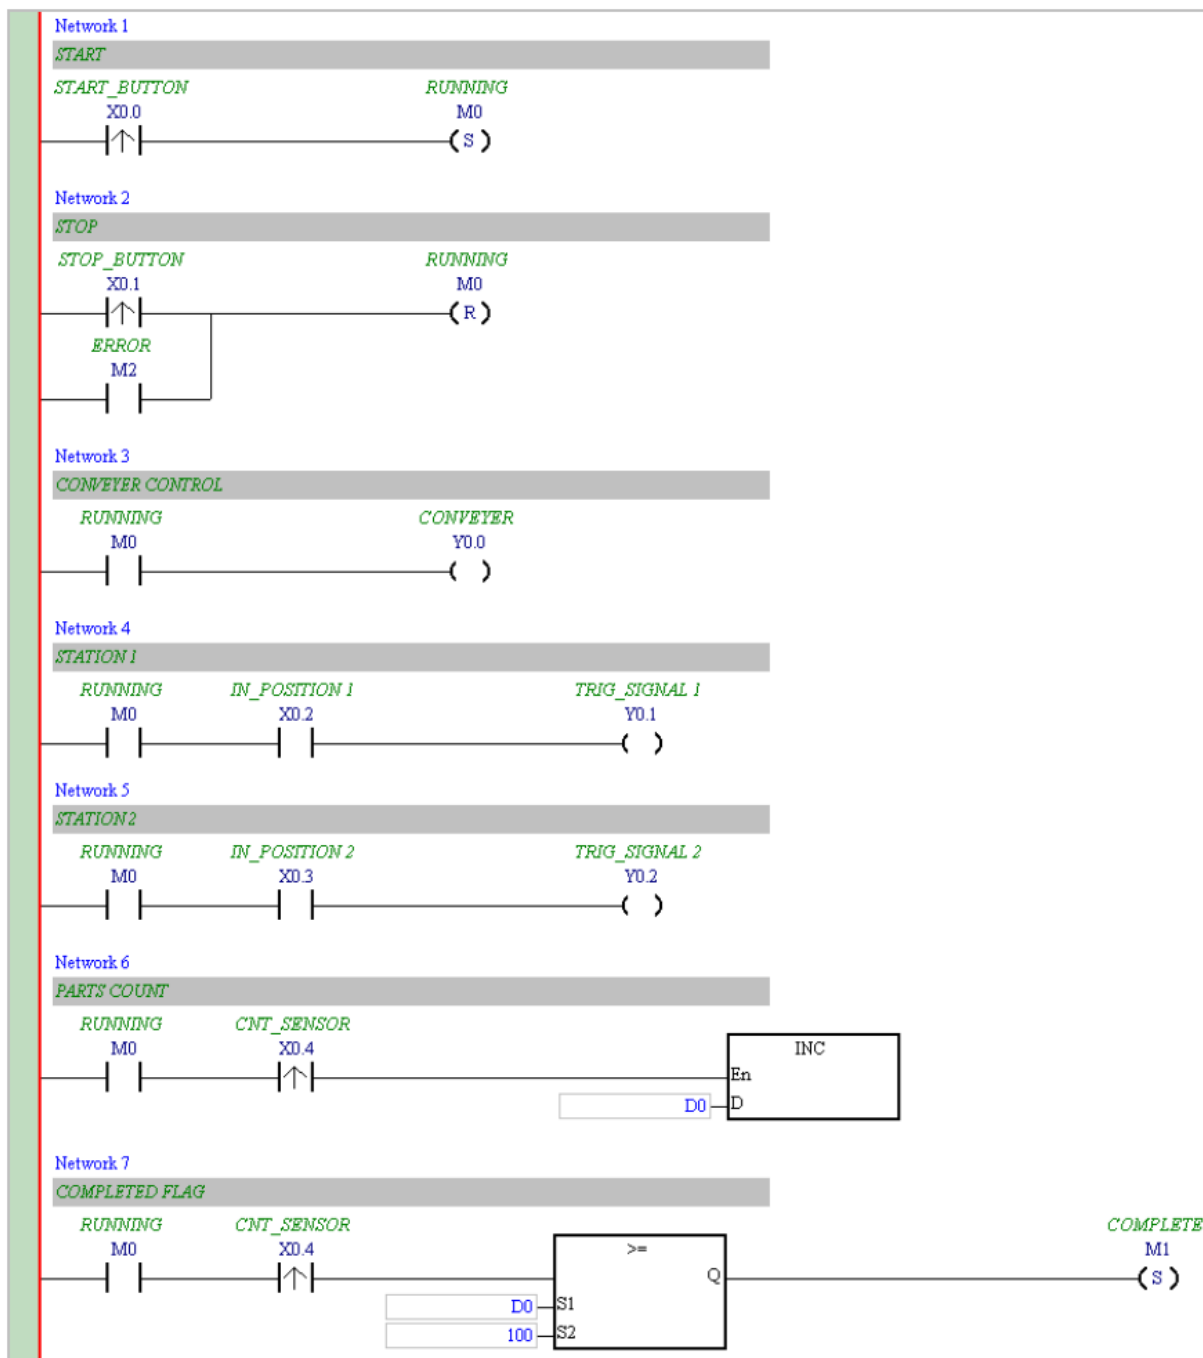 Network 1
START
START_BUTTON RUNNING
X0.0 M0
S
Network 2
STOP
STOP_BUTTON RUNNING
X0.1 M0
R
ERROR
M2
Network 3
CONVEYER CONTROL
RUNNING CONVEYER
M0 Y0.0
Network 4
STATION 1
RUNNING IN_POSITION 1 TRIG_SIGNAL 1
M0 X0.2 Y0.1
Network 5
STATION 2
RUNNING IN_POSITION 2 TRIG_SIGNAL 2
M0 X0.3 Y0.2
Network 6
PARTS COUNT
RUNNING CNT_SENSOR
M0 X0.4 INC
En
D0 D
Network 7
COMPLETED FLAG
RUNNING CNT_SENSOR COMPLETE
M0 X0.4 >= M1
Q S
D0 S1
100 S2